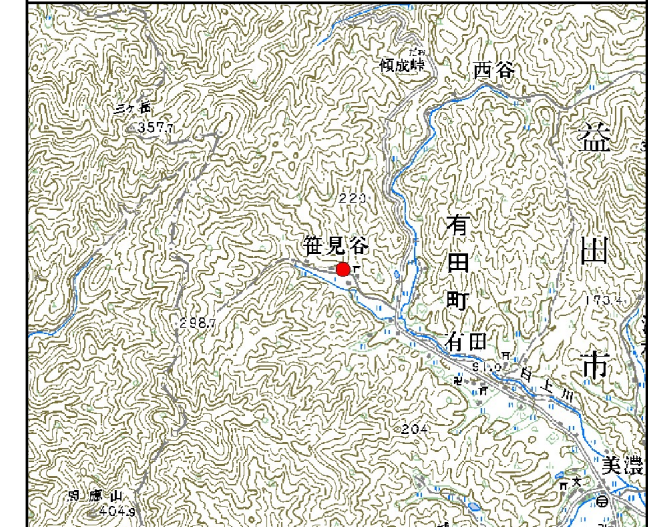 傾成峠
西谷
三ヶ岳
357.7
益
220
有田町
笹見谷
田
173.4
298.7
有田
91.0
市
白上川
204
美濃
404.9